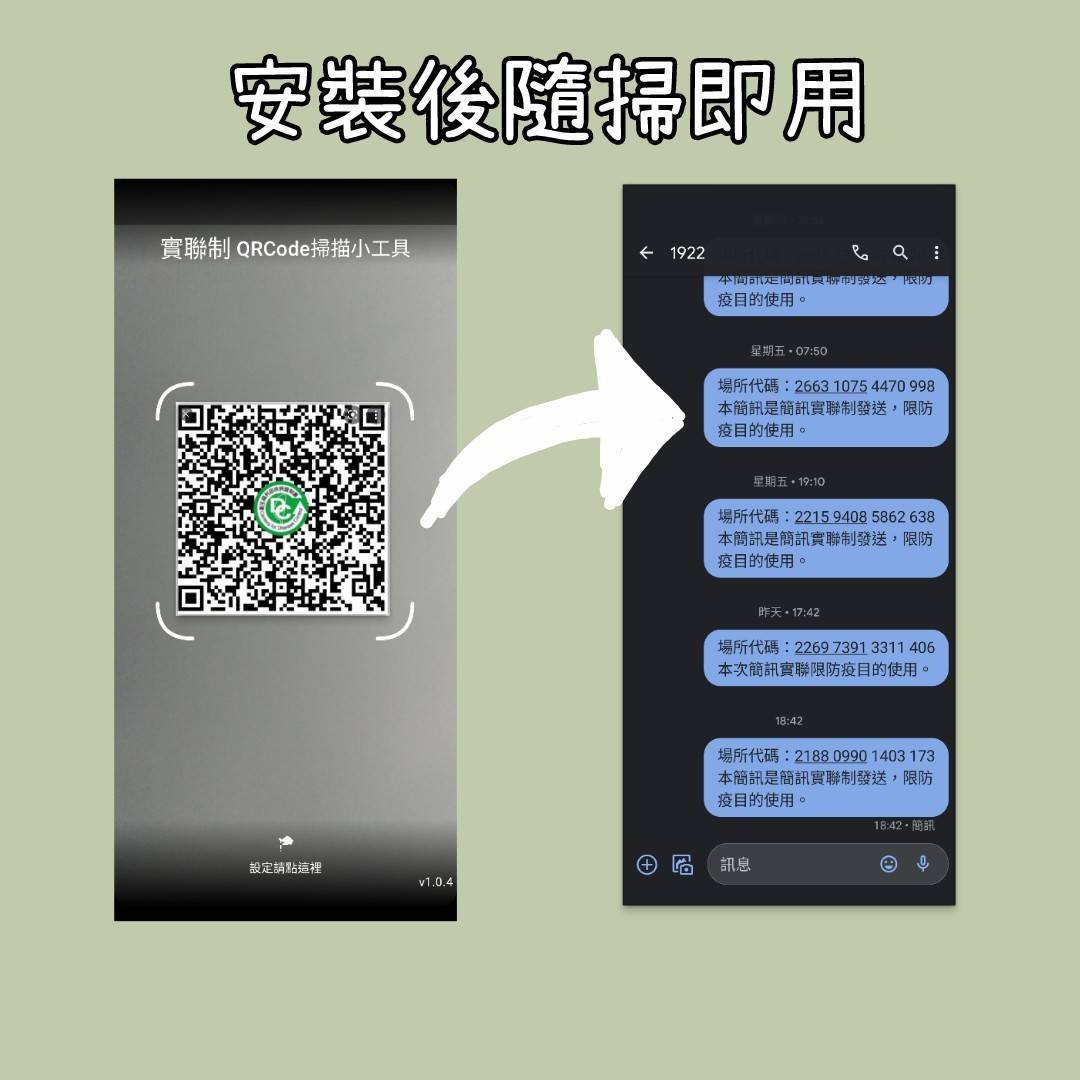 安裝後隨掃即用
實聯制 QRCode掃描小工具
設定請點這裡
v1.0.4
1922
本簡訊是簡訊實聯制發送，限防
疫目的使用。
星期五 • 07:50
場所代碼：2663 1075 4470 998
本簡訊是簡訊實聯制發送，限防
疫目的使用。
星期五 • 19:10
場所代碼：2215 9408 5862 638
本簡訊是簡訊實聯制發送，限防
疫目的使用。
昨天 • 17:42
場所代碼：2269 7391 3311 406
本次簡訊實聯限防疫目的使用。
18:42
場所代碼：2188 0990 1403 173
本簡訊是簡訊實聯制發送，限防
疫目的使用。
18:42 • 簡訊
訊息